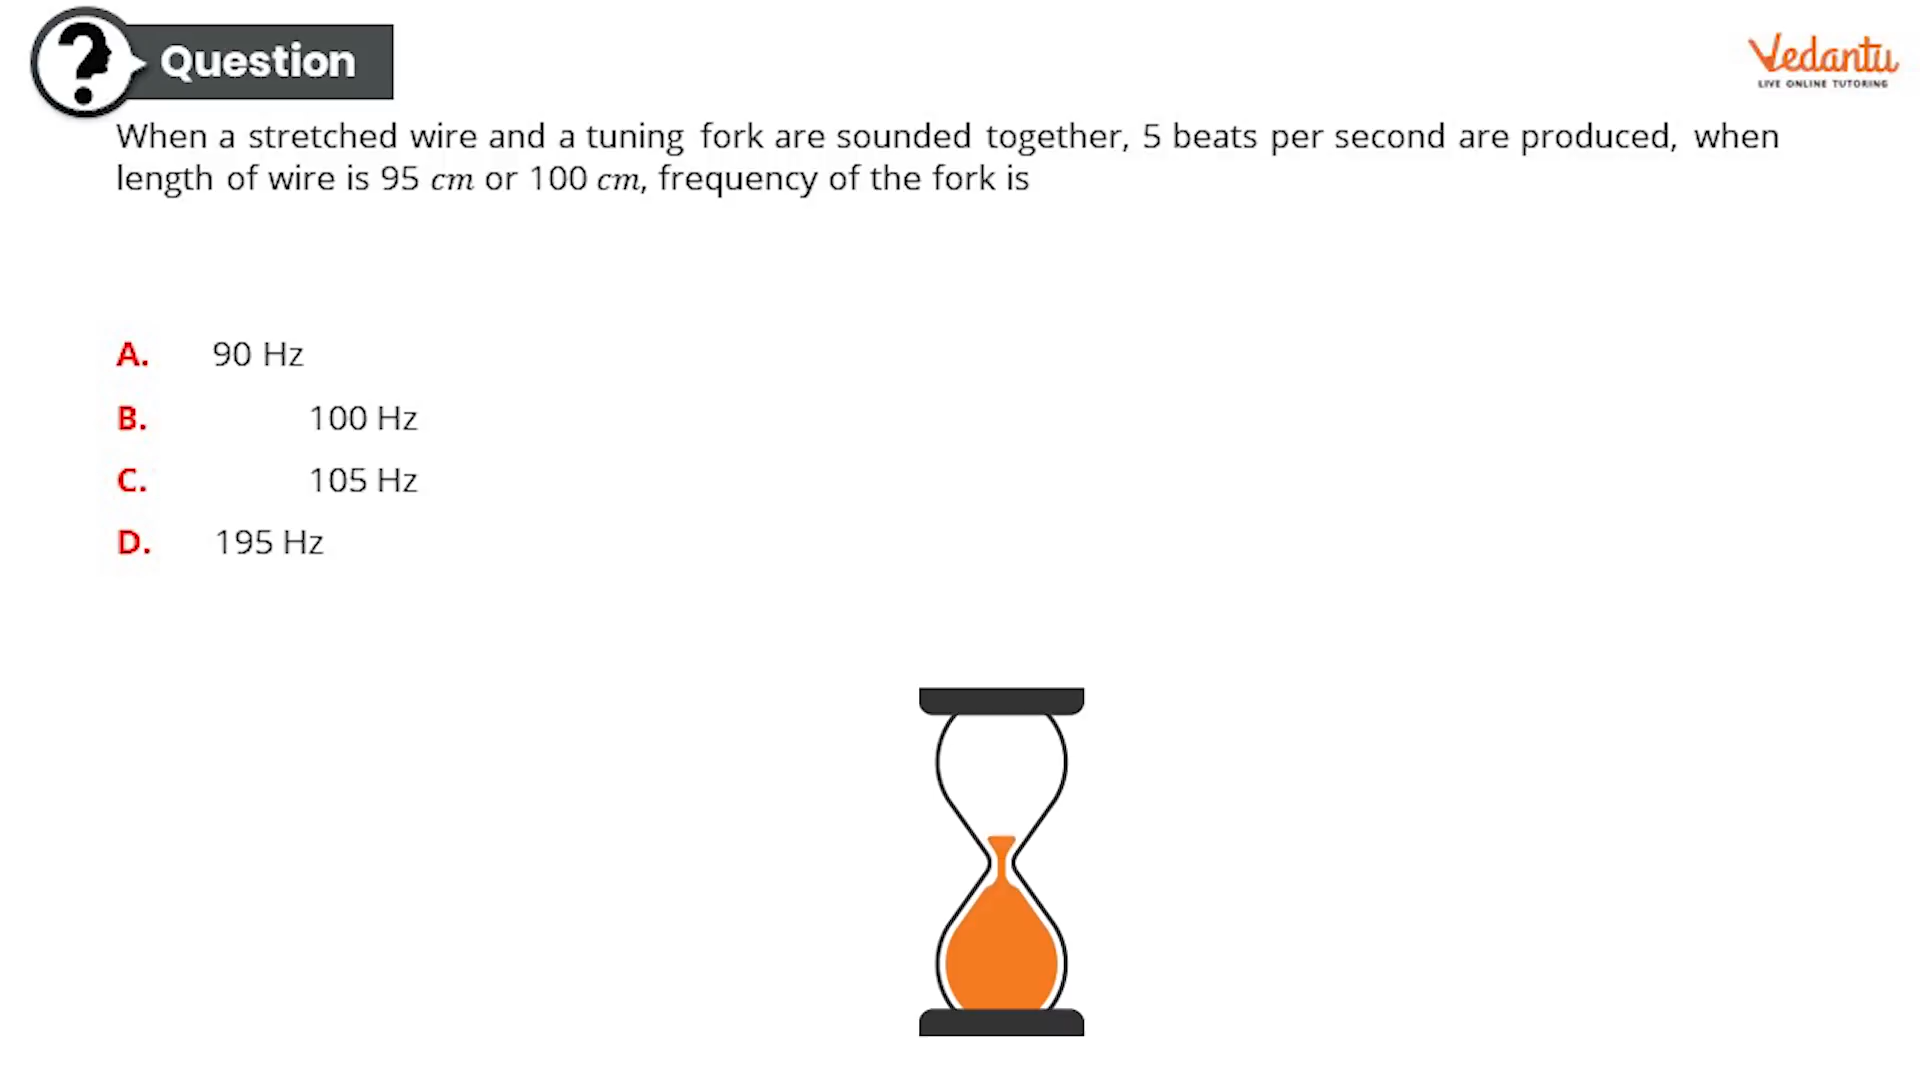 Question
Vedantu
LIVE ONLINE TUTORING
When a stretched wire and a tuning fork are sounded together, 5 beats per second are produced, when
length of wire is 95 cm or 100 cm, frequency of the fork is
A. 90 Hz
B. 100 Hz
C. 105 Hz
D. 195 Hz